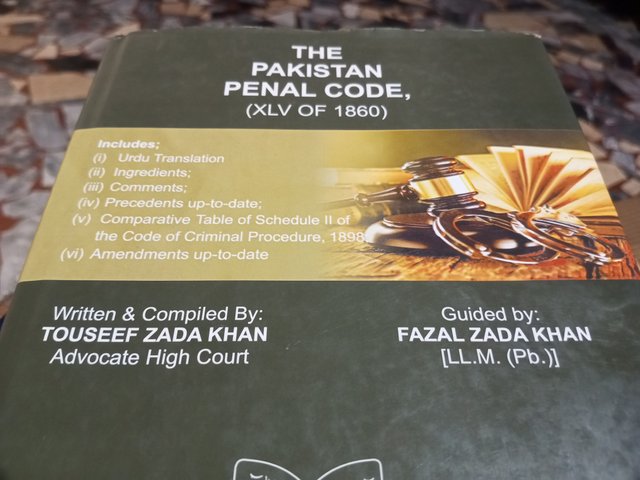 THE
PAKISTAN
PENAL CODE,
(XLV OF 1860)
Includes;
(i) Urdu Translation
(ii) Ingredients;
(iii) Comments;
(iv) Precedents up-to-date;
(v) Comparative Table of Schedule II of
the Code of Criminal Procedure, 1898
(vi) Amendments up-to-date
Written & Compiled By:
TOUSEEF ZADA KHAN
Advocate High Court
Guided by:
FAZAL ZADA KHAN
[LL.M. (Pb.)]